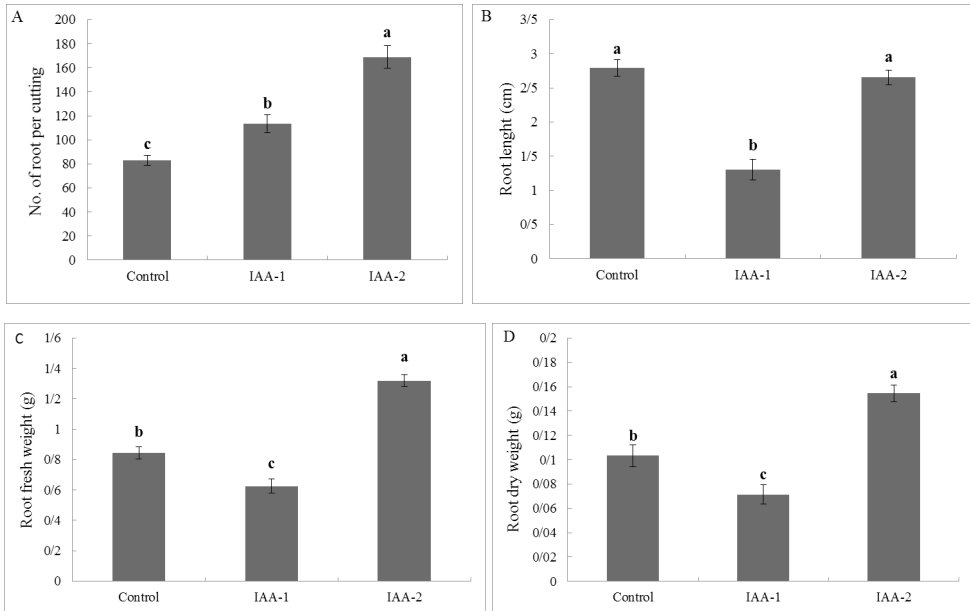 A
No. of root per cutting
200
180
160
140
120
100
80
60
40
20
0
c
b
a
Control
IAA-1
IAA-2
B
Root lenght (cm)
3/5
3
2/5
2
1/5
1
0/5
0
a
b
a
Control
IAA-1
IAA-2
C
Root fresh weight (g)
1/6
1/4
1/2
1
0/8
0/6
0/4
0/2
0
b
c
a
Control
IAA-1
IAA-2
D
Root dry weight (g)
0/2
0/18
0/16
0/14
0/12
0/1
0/08
0/06
0/04
0/02
0
b
c
a
Control
IAA-1
IAA-2